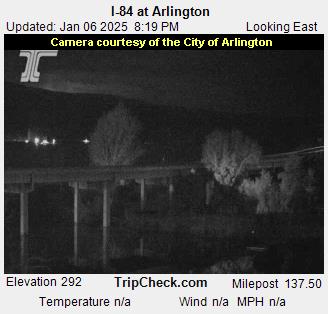 I-84 at Arlington
Updated: Jan 06 2025 8:19 PM Looking East
Camera courtesy of the City of Arlington
Elevation 292 TripCheck.com Milepost 137.50
Temperature n/a Wind n/a MPH n/a